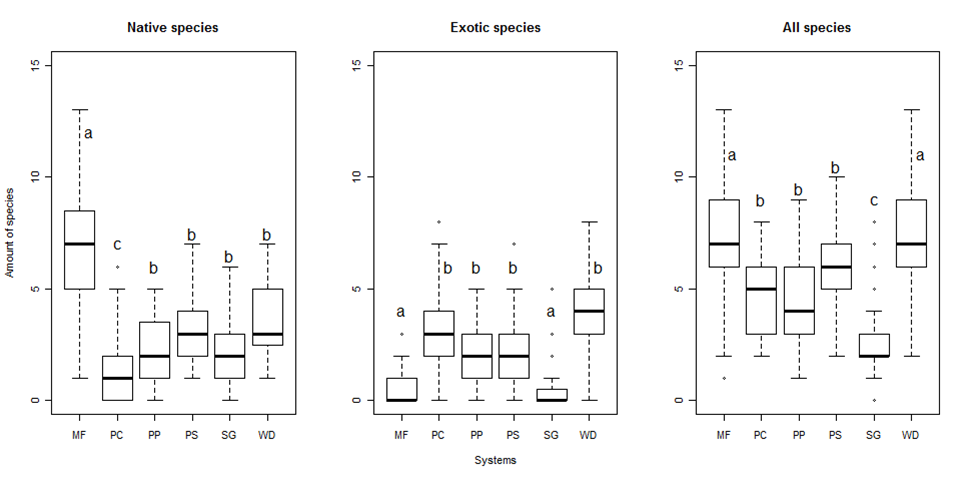 Native species
Exotic species
All species
Amount of species
15
10
5
0
a
c
b
b
b
b
MF PC PP PS SG WD
15
10
5
0
a
b
b
b
a
b
MF PC PP PS SG WD
Systems
15
10
5
0
a
b
b
b
c
a
MF PC PP PS SG WD